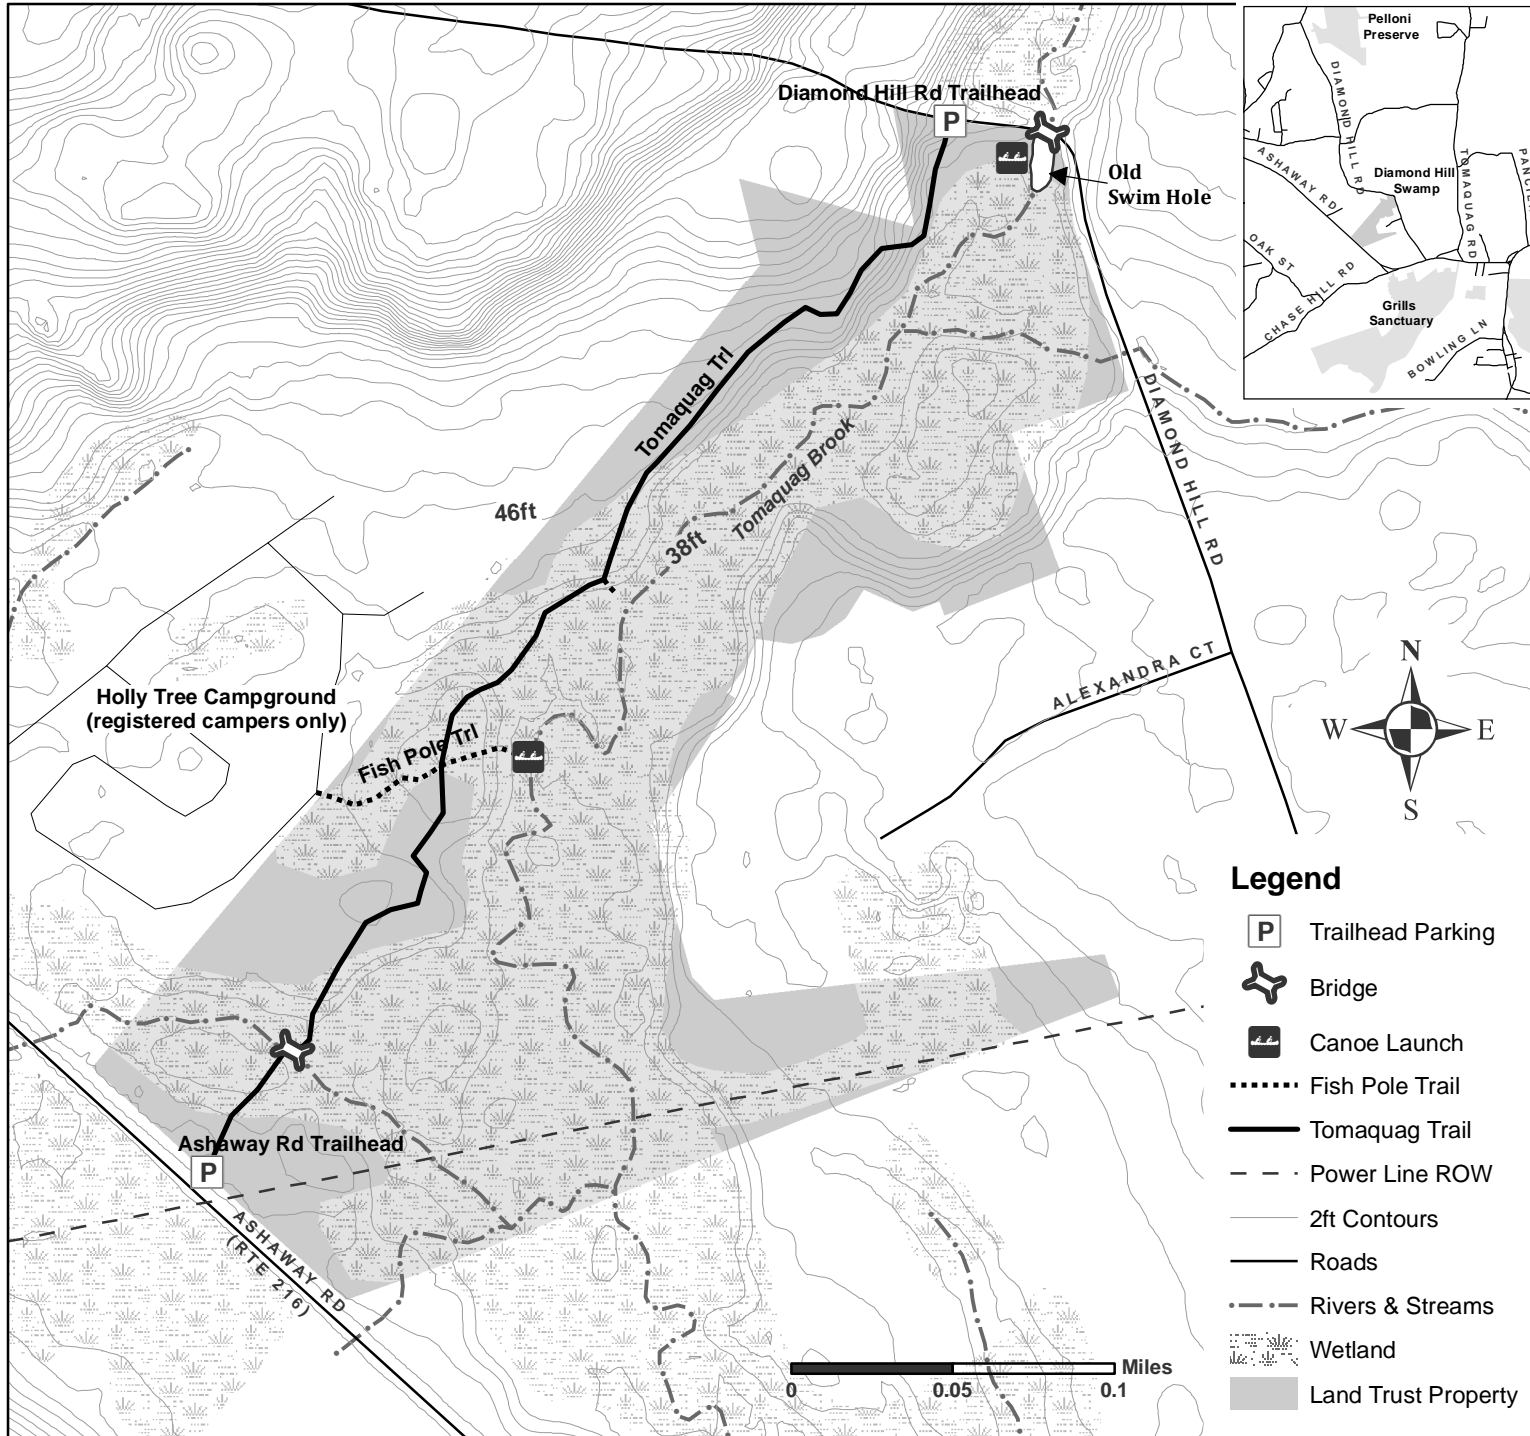 Diamond Hill Rd Trailhead
P
Old
Swim Hole
Tomaquag Trl
Tomaquag Brook
46ft
38ft
DIAMOND HILL RD
ALEXANDRA CT
Holly Tree Campground
(registered campers only)
Fish Pole Trl
Ashaway Rd Trailhead
P
ASHAWAY RD
(RTE 216)
Pelloni
Preserve
DIAMOND HILL RD
ASHAWAY RD
TOMAQUAG RD
Diamond Hill
Swamp
OAK ST
CHASE HILL RD
Grills
Sanctuary
BOWLING LN
N
W
E
S
Legend
P
Trailhead Parking
Bridge
Canoe Launch
Fish Pole Trail
Tomaquag Trail
Power Line ROW
2ft Contours
Roads
Rivers & Streams
Wetland
Land Trust Property
Miles
0
0.05
0.1